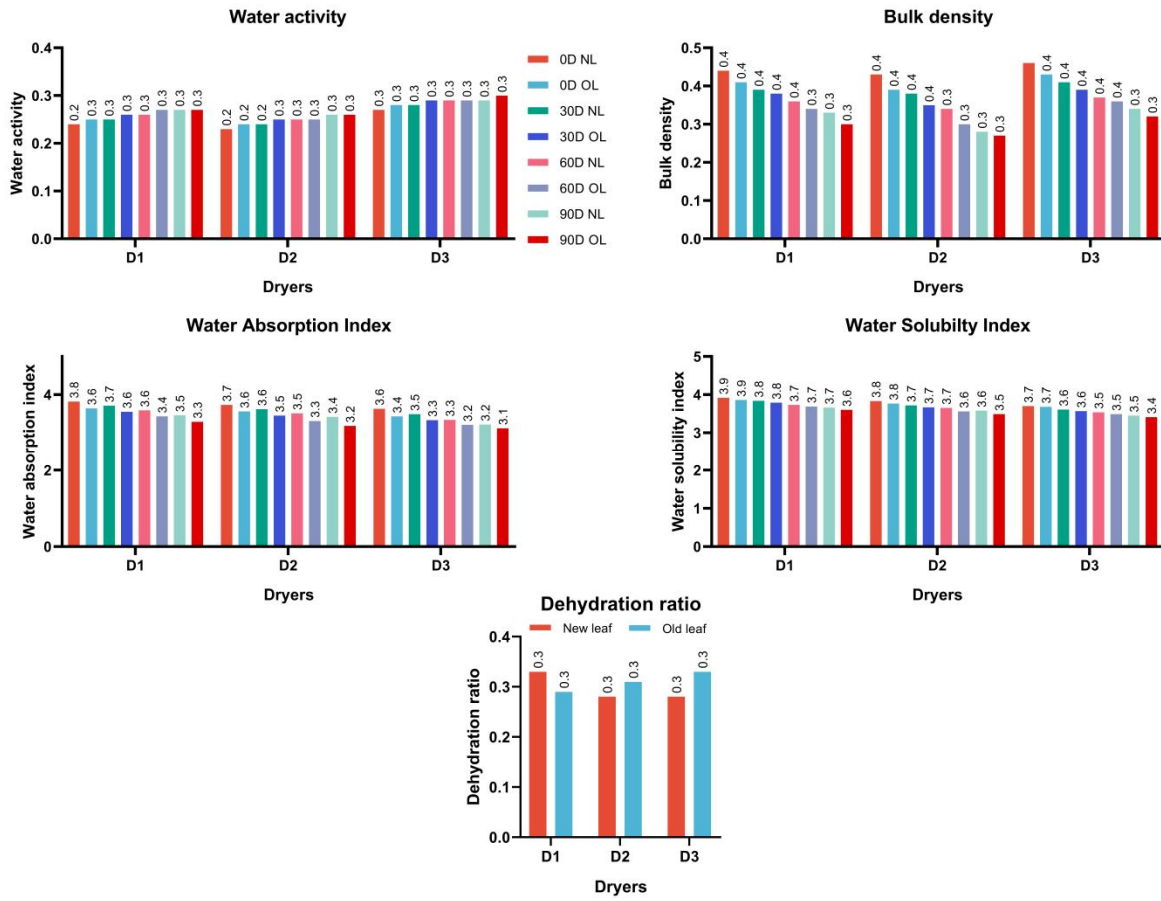 Water activity
Water activity
0.4
0.3
0.2
0.1
0.0
0.2 0.3 0.3 0.3 0.3 0.3 0.3 0.3
0.2 0.2 0.2 0.3 0.3 0.3 0.3 0.3
0.3 0.3 0.3 0.3 0.3 0.3 0.3 0.3
D1 D2 D3
Dryers
0D NL
0D OL
30D NL
30D OL
60D NL
60D OL
90D NL
90D OL
Bulk density
Bulk density
0.5
0.4
0.3
0.2
0.1
0.0
0.4 0.4 0.4 0.4 0.4 0.3 0.3 0.3
0.4 0.4 0.4 0.4 0.3 0.3 0.3 0.3
0.4 0.4 0.4 0.4 0.4 0.3 0.3
D1 D2 D3
Dryers
Water Absorption Index
Water absorption index
4
2
0
3.8 3.6 3.7 3.6 3.6 3.4 3.5 3.3
3.7 3.6 3.6 3.5 3.5 3.3 3.4 3.2
3.6 3.4 3.5 3.3 3.3 3.2 3.2 3.1
D1 D2 D3
Dryers
Water Solubilty Index
Water solubility index
5
4
3
2
1
0
3.9 3.9 3.8 3.8 3.7 3.7 3.7 3.6
3.8 3.8 3.7 3.7 3.7 3.6 3.6 3.5
3.7 3.7 3.6 3.6 3.5 3.5 3.5 3.4
D1 D2 D3
Dryers
Dehydration ratio
New leaf Old leaf
Dehydration ratio
0.4
0.3
0.2
0.1
0.0
0.3 0.3
0.3 0.3
0.3 0.3
D1 D2 D3
Dryers